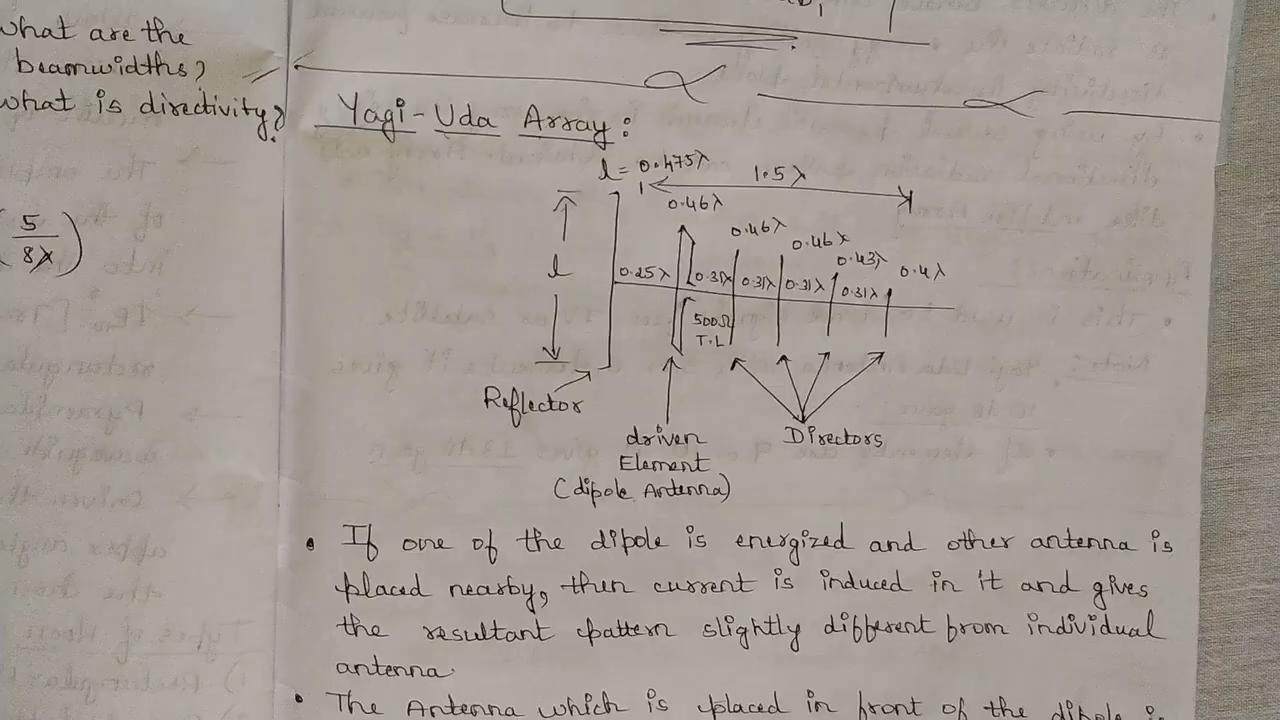 what are the
beamwidths?
what is directivity?
5
8λ
Yagi-Uda Array:
l = 0.475λ
1.5λ
0.46λ
0.46λ
0.46λ
0.43λ
0.4λ
l
0.25λ
0.31λ
0.31λ
0.31λ
0.31λ
500Ω
T.L
Reflector
driven
Element
(dipole Antenna)
Directors
• If one of the dipole is energized and other antenna is
placed nearby, then current is induced in it and gives
the resultant pattern slightly different from individual
antenna.
• The Antenna which is placed in front of the dipole is